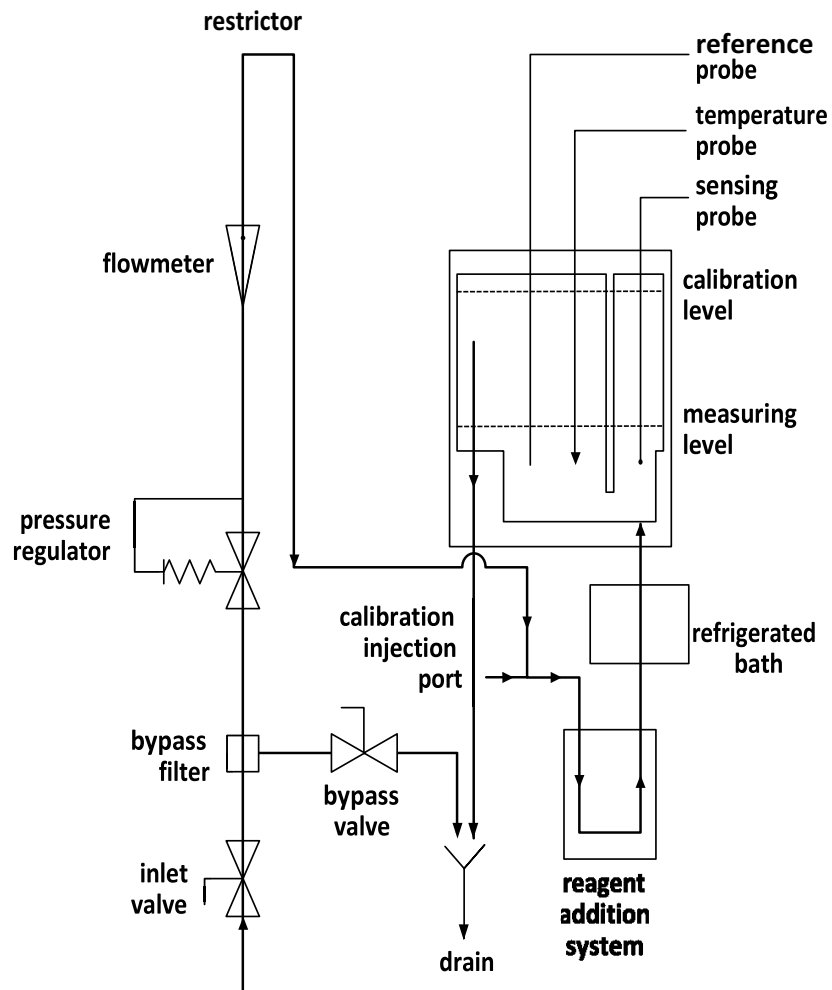 restrictor
reference
probe
temperature
probe
sensing
probe
flowmeter
calibration
level
measuring
level
pressure
regulator
calibration
injection
port
refrigerated
bath
bypass
filter
bypass
valve
inlet
valve
reagent
addition
system
drain